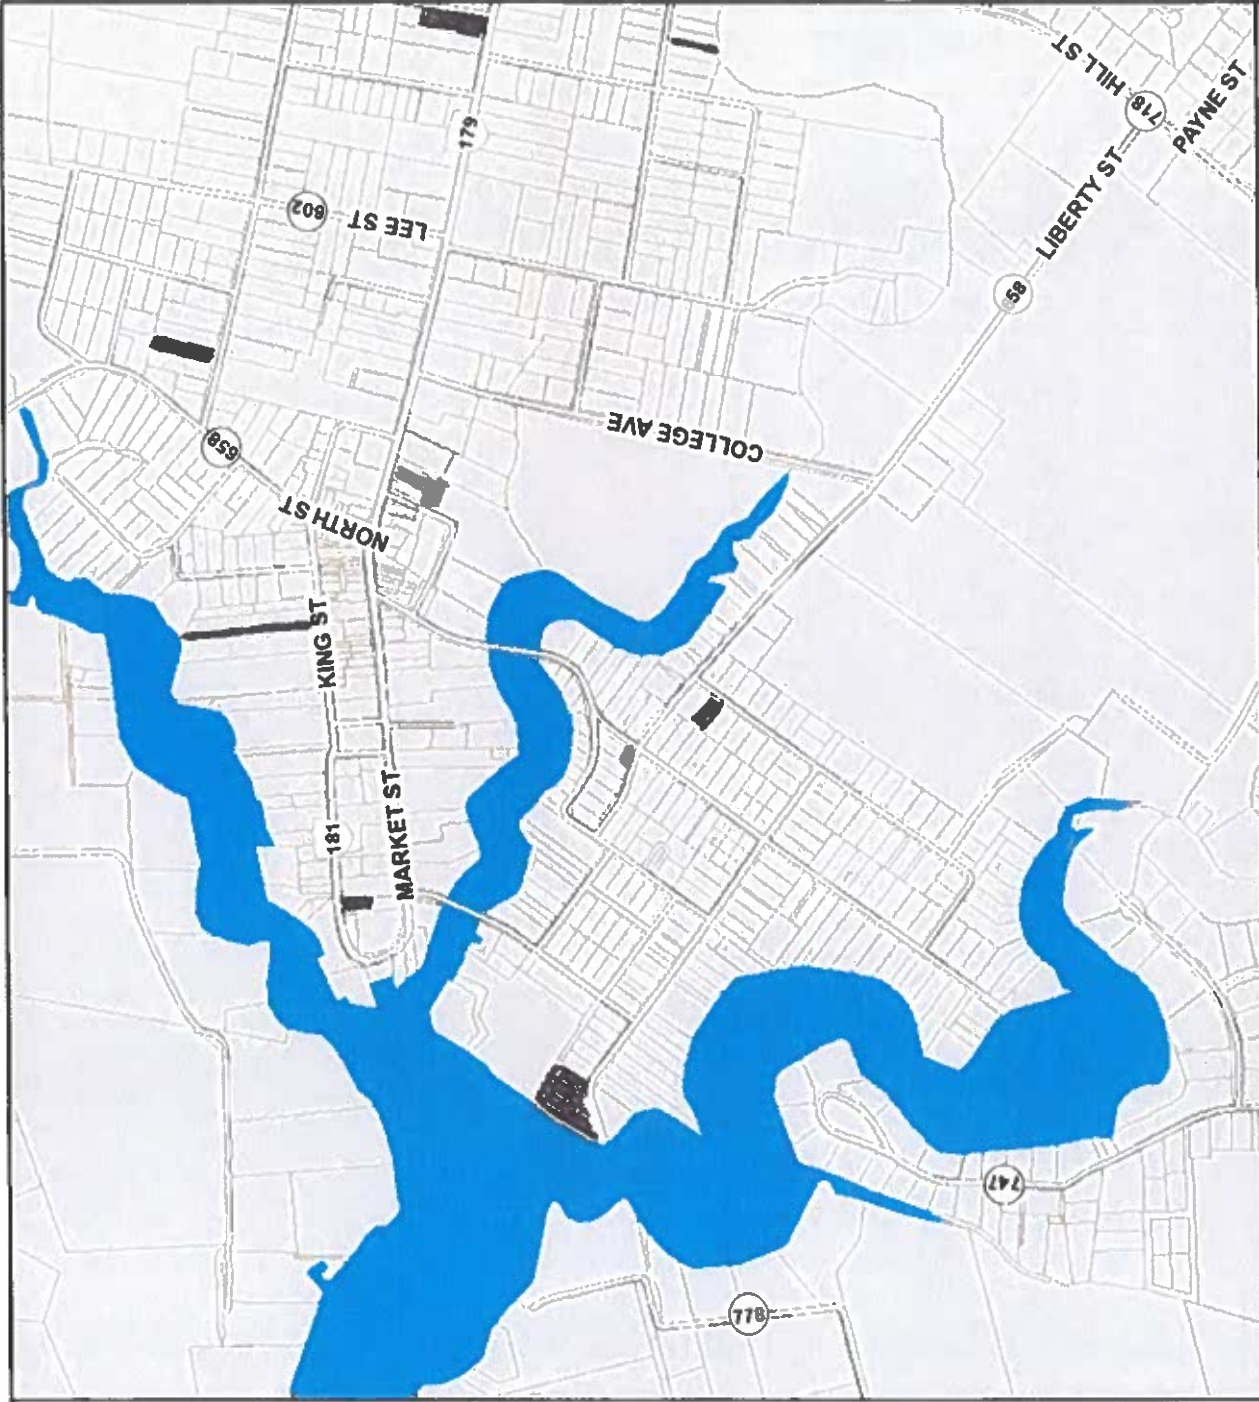 HILL ST
718
PAYNE ST
179
602
LEE ST
LIBERTY ST
58
COLLEGE AVE
658
NORTH ST
KING ST
181
MARKET ST
747
778